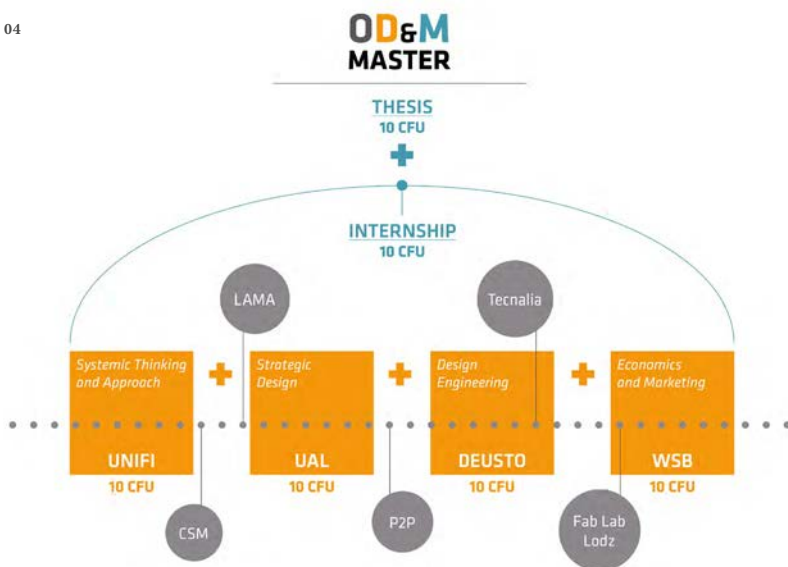 04
OD&M
MASTER
THESIS
10 CFU
INTERNSHIP
10 CFU
LAMA
Tecnalia
Systemic Thinking
and Approach
Strategic
Design
Design
Engineering
Economics
and Marketing
UNIFI
UAL
DEUSTO
WSB
10 CFU
10 CFU
10 CFU
10 CFU
CSM
P2P
Fab Lab
Lodz